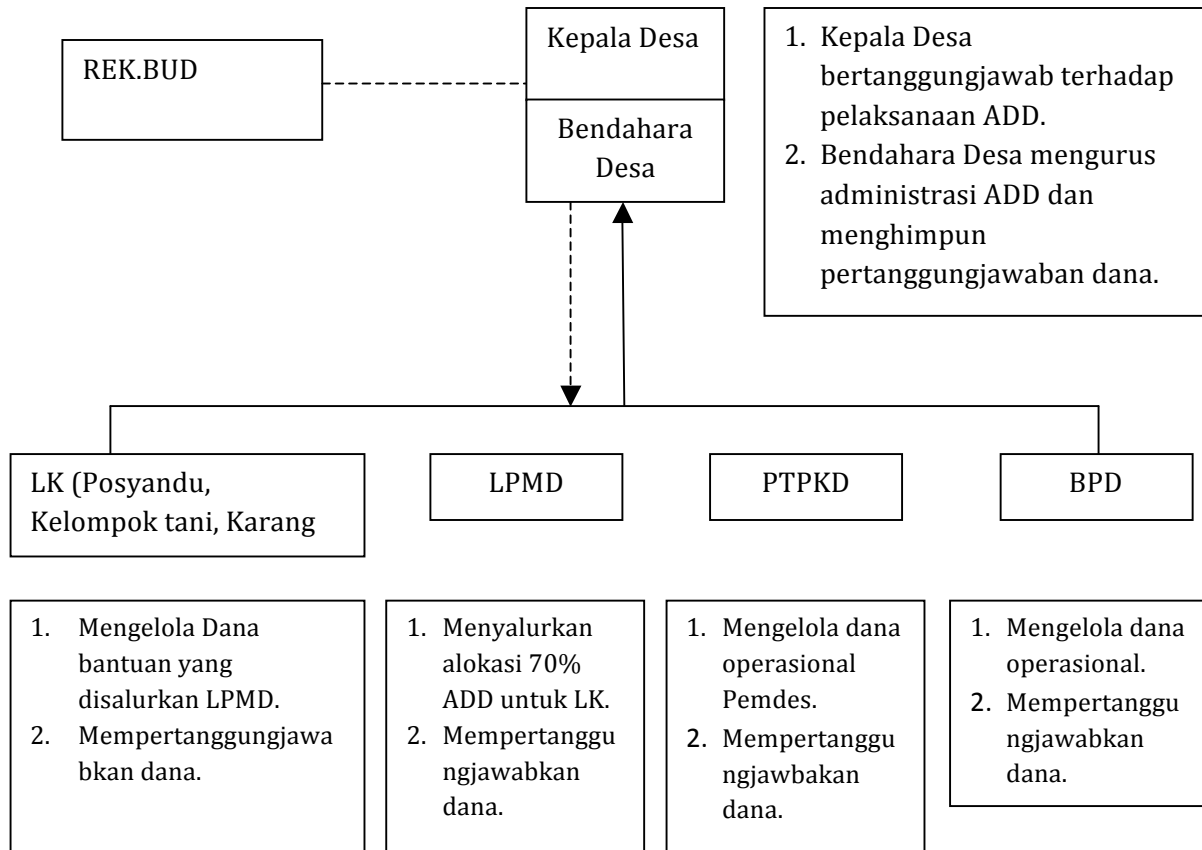 REK.BUD
Kepala Desa
Bendahara
Desa
1. Kepala Desa
bertanggungjawab terhadap
pelaksanaan ADD.
2. Bendahara Desa mengurus
administrasi ADD dan
menghimpun
pertanggungjawaban dana.
LK (Posyandu,
Kelompok tani, Karang
LPMD
PTPKD
BPD
1. Mengelola Dana
bantuan yang
disalurkan LPMD.
2. Mempertanggungjawa
bkan dana.
1. Menyalurkan
alokasi 70%
ADD untuk LK.
2. Mempertanggu
ngjawabkan
dana.
1. Mengelola dana
operasional
Pemdes.
2. Mempertanggu
ngjawbakan
dana.
1. Mengelola dana
operasional.
2. Mempertanggu
ngjawabkan
dana.